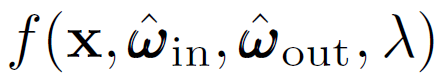 f(x, ω̂_in, ω̂_out, λ)